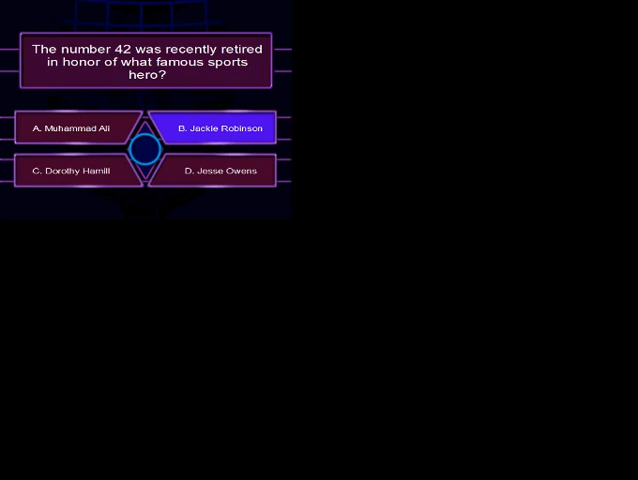 The number 42 was recently retired
in honor of what famous sports
hero?
A. Muhammad Ali
B. Jackie Robinson
C. Dorothy Hamill
D. Jesse Owens